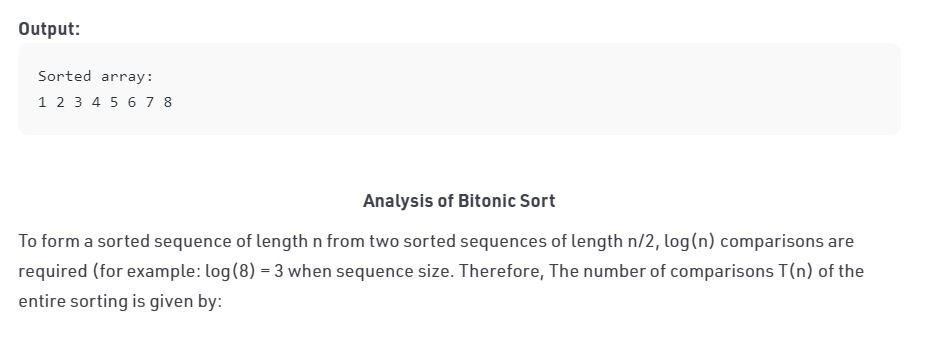 Output:
Sorted array:
1 2 3 4 5 6 7 8
Analysis of Bitonic Sort
To form a sorted sequence of length n from two sorted sequences of length n/2, log(n) comparisons are
required (for example: log(8) = 3 when sequence size. Therefore, The number of comparisons T(n) of the
entire sorting is given by: